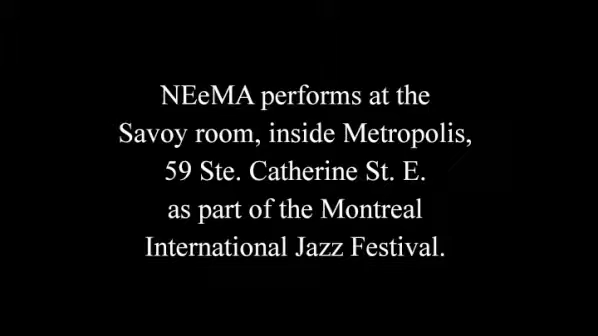 NEeMA performs at the
Savoy room, inside Metropolis,
59 Ste. Catherine St. E.
as part of the Montreal
International Jazz Festival.